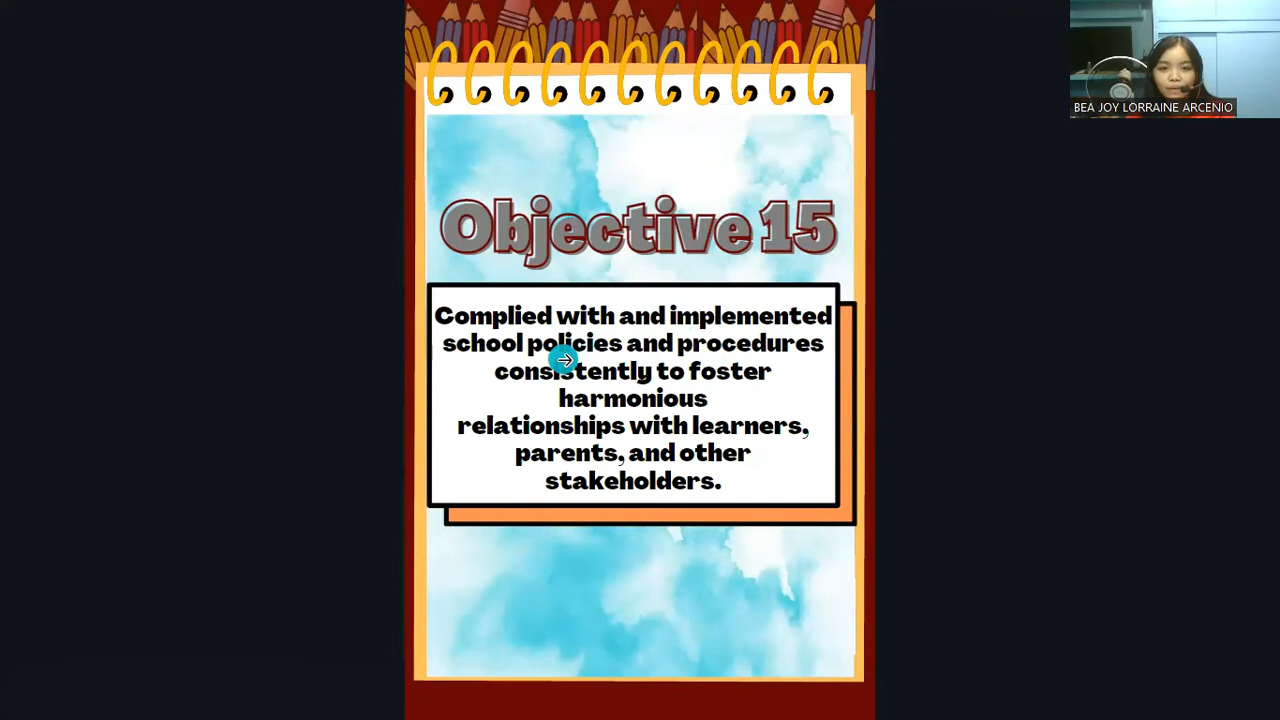 BEA JOY LORRAINE ARCENIO
Objective 15
Complied with and implemented
school policies and procedures
consistently to foster
harmonious
relationships with learners,
parents, and other
stakeholders.